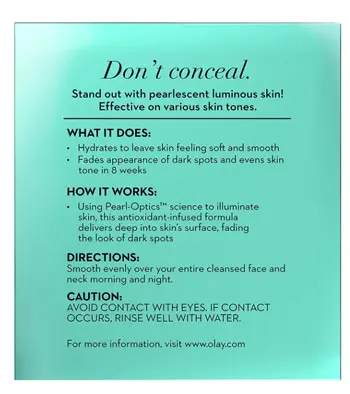 Don't conceal.
Stand out with pearlescent luminous skin!
Effective on various skin tones.
WHAT IT DOES:
• Hydrates to leave skin feeling soft and smooth
• Fades appearance of dark spots and evens skin
tone in 8 weeks
HOW IT WORKS:
• Using Pearl-Optics™ science to illuminate
skin, this antioxidant-infused formula
delivers deep into skin's surface, fading
the look of dark spots
DIRECTIONS:
Smooth evenly over your entire cleansed face and
neck morning and night.
CAUTION:
AVOID CONTACT WITH EYES. IF CONTACT
OCCURS, RINSE WELL WITH WATER.
For more information, visit www.olay.com